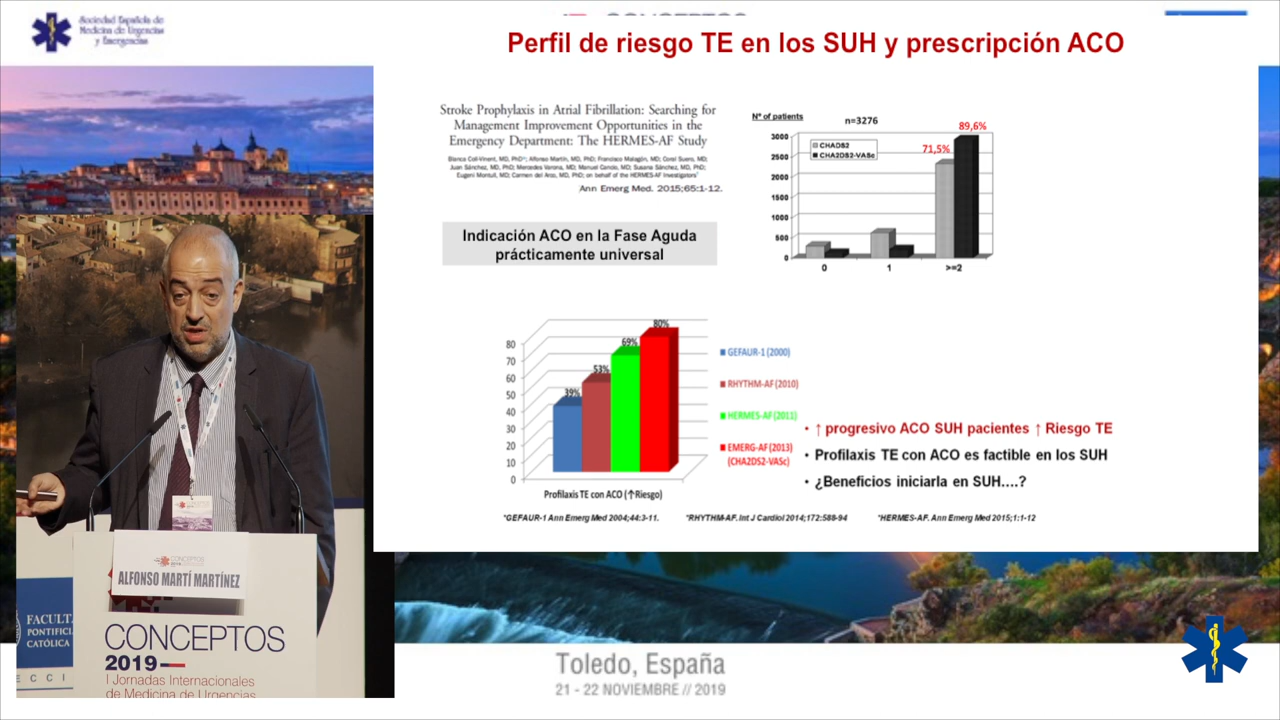 Sociedad Española de
Medicina de Urgencias
y Emergencias
Perfil de riesgo TE en los SUH y prescripción ACO
Stroke Prophylaxis in Atrial Fibrillation: Searching for
Management Improvement Opportunities in the
Emergency Department: The HERMES-AF Study
Blanca Coll-Vinent, MD, PhD*; Alfonso Martín, MD, PhD; Francisco Malagón, MD; Coral Suero, MD;
Juan Sánchez, MD, PhD; Mercedes Varona, MD; Manuel Cancio, MD; Susana Sánchez, MD, PhD;
Eugeni Montull, MD; Carmen del Arco, MD, PhD; on behalf of the HERMES-AF Investigators†
Ann Emerg Med. 2015;65:1-12.
Indicación ACO en la Fase Aguda
prácticamente universal
Nº of patients
n=3276
89,6%
71,5%
CHADS2
CHA2DS2-VASc
3000
2500
2000
1500
1000
500
0
0 1 >=2
80%
69%
53%
39%
80
70
60
50
40
30
20
10
0
Profilaxis TE con ACO (↑Riesgo)
GEFAUR-1 (2000)
RHYTHM-AF (2010)
HERMES-AF (2011)
EMERG-AF (2013)
(CHA2DS2-VASc)
• ↑ progresivo ACO SUH pacientes ↑ Riesgo TE
• Profilaxis TE con ACO es factible en los SUH
• ¿Beneficios iniciarla en SUH….?
*GEFAUR-1 Ann Emerg Med 2004;44:3-11. *RHYTHM-AF. Int J Cardiol 2014;172:588-94 *HERMES-AF. Ann Emerg Med 2015;1:1-12
CONCEPTOS
ALFONSO MARTÍ MARTÍNEZ
CONCEPTOS
2019
I Jornadas Internacionales
de Medicina de Urgencias
FACULT
PONTIFICI
CATÓLICA
ECCI
Toledo, España
21 - 22 NOVIEMBRE // 2019